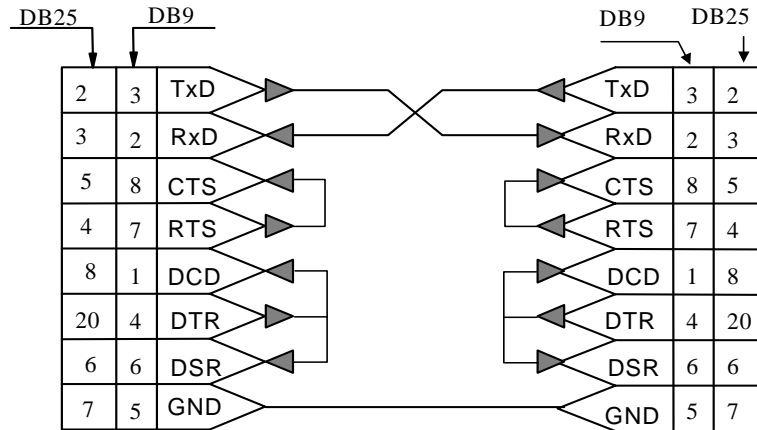 DB25 DB9 DB9 DB25
2 3 TxD TxD 3 2
3 2 RxD RxD 2 3
5 8 CTS CTS 8 5
4 7 RTS RTS 7 4
8 1 DCD DCD 1 8
20 4 DTR DTR 4 20
6 6 DSR DSR 6 6
7 5 GND GND 5 7